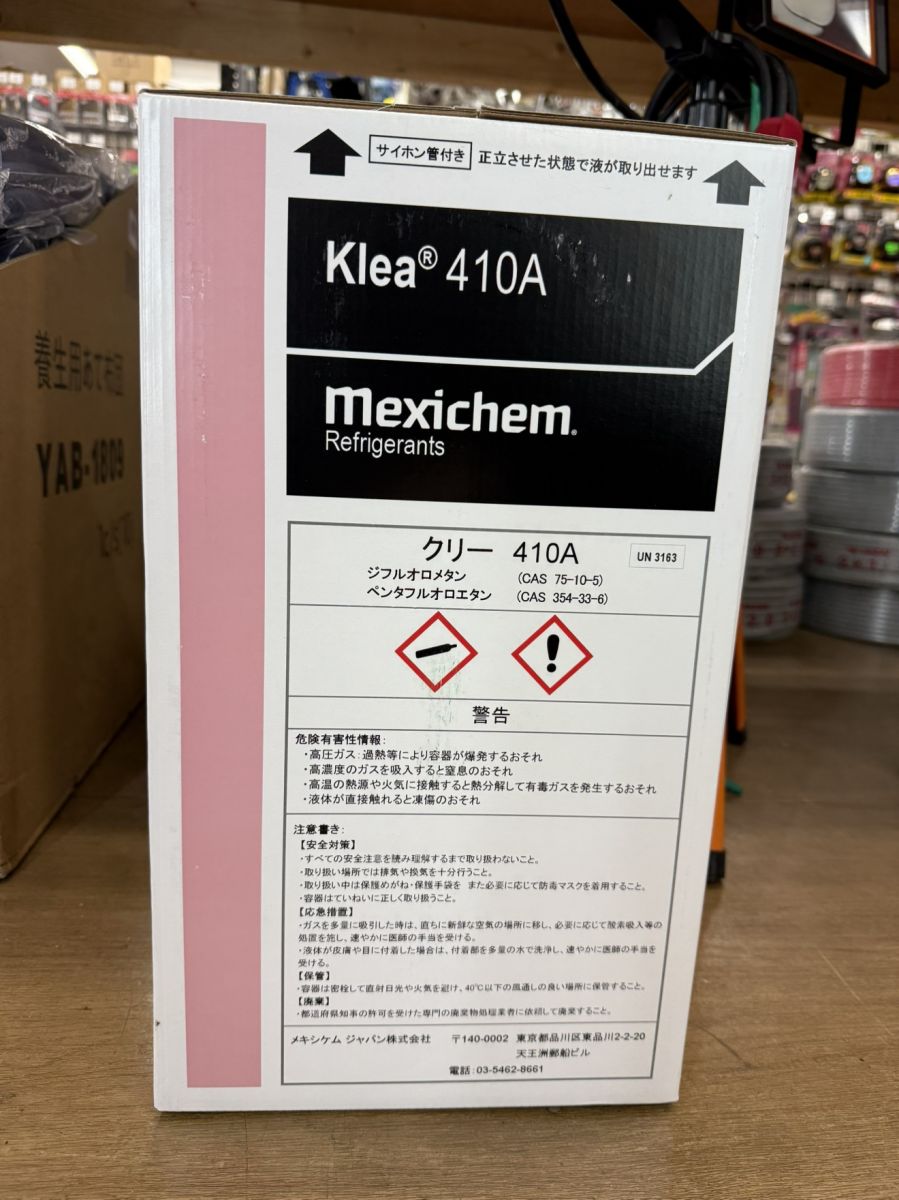 サイホン管付き 正立させた状態で液が取り出せます
Klea® 410A
mexichem.
Refrigerants
クリー 410A
UN 3163
ジフルオロメタン (CAS 75-10-5)
ペンタフルオロエタン (CAS 354-33-6)
警告
危険有害性情報:
・高圧ガス:過熱等により容器が爆発するおそれ
・高濃度のガスを吸入すると窒息のおそれ
・高温の熱源や火気に接触すると熱分解して有毒ガスを発生するおそれ
・液体が直接触れると凍傷のおそれ
注意書き:
【安全対策】
・すべての安全注意を読み理解するまで取り扱わないこと。
・取り扱い場所では排気や換気を十分行うこと。
・取り扱い中は保護めがね・保護手袋を また必要に応じて防毒マスクを着用すること。
・容器はていねいに正しく取り扱うこと。
【応急措置】
・ガスを多量に吸引した時は、直ちに新鮮な空気の場所に移し、必要に応じて酸素吸入等の
処置を施し、速やかに医師の手当を受ける。
・液体が皮膚や目に付着した場合は、付着部を多量の水で洗浄し、速やかに医師の手当を
受ける。
【保管】
・容器は密栓して直射日光や火気を避け、40℃以下の風通しの良い場所に保管すること。
【廃棄】
・都道府県知事の許可を受けた専門の廃棄物処理業者に依頼して廃棄すること。
メキシケム ジャパン株式会社 〒140-0002 東京都品川区東品川2-2-20
天王洲郵船ビル
電話:03-5462-8661
養生用あて布団
YAB-1809